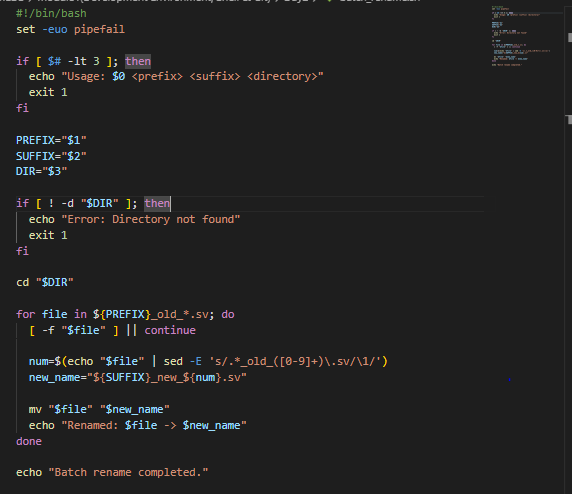 #!/bin/bash
set -euo pipefail
if [ $# -lt 3 ]; then
echo "Usage: $0 <prefix> <suffix> <directory>"
exit 1
fi
PREFIX="$1"
SUFFIX="$2"
DIR="$3"
if [ ! -d "$DIR" ]; then
echo "Error: Directory not found"
exit 1
fi
cd "$DIR"
for file in ${PREFIX}_old_*.sv; do
[ -f "$file" ] || continue
num=$(echo "$file" | sed -E 's/.*_old_([0-9]+)\.sv/\1/')
new_name="${SUFFIX}_new_${num}.sv"
mv "$file" "$new_name"
echo "Renamed: $file -> $new_name"
done
echo "Batch rename completed."